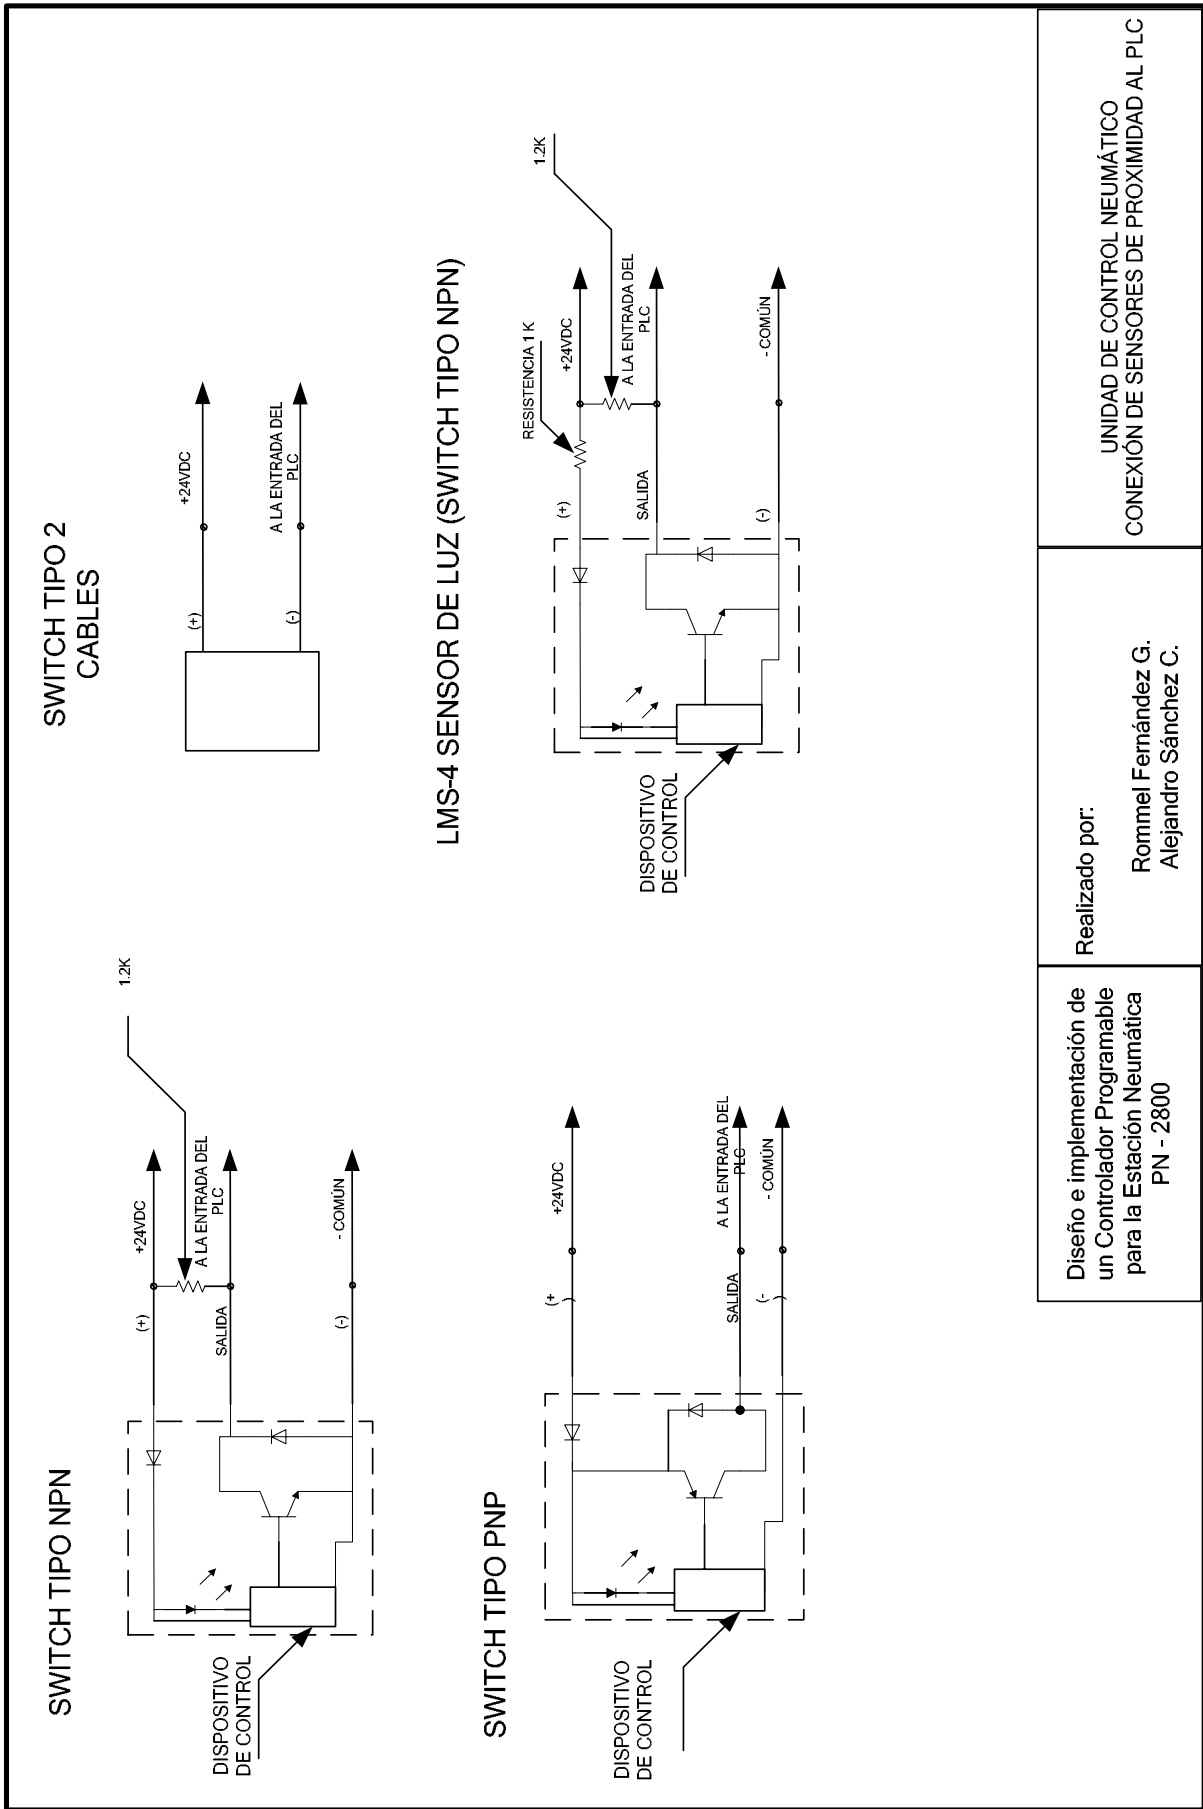 SWITCH TIPO NPN
1.2K
+24VDC
(+)
A LA ENTRADA DEL
PLC
SALIDA
- COMÚN
(-)
DISPOSITIVO
DE CONTROL
SWITCH TIPO 2
CABLES
+24VDC
(+)
A LA ENTRADA DEL
PLC
(-)
SWITCH TIPO PNP
+24VDC
(+
)
A LA ENTRADA DEL
PLC
SALIDA
- COMÚN
(-
)
DISPOSITIVO
DE CONTROL
LMS-4 SENSOR DE LUZ (SWITCH TIPO NPN)
1.2K
RESISTENCIA 1 K
+24VDC
(+)
A LA ENTRADA DEL
PLC
SALIDA
- COMÚN
(-)
DISPOSITIVO
DE CONTROL
Diseño e implementación de
un Controlador Programable
para la Estación Neumática
PN - 2800
Realizado por:
Rommel Fernández G.
Alejandro Sánchez C.
UNIDAD DE CONTROL NEUMÁTICO
CONEXIÓN DE SENSORES DE PROXIMIDAD AL PLC